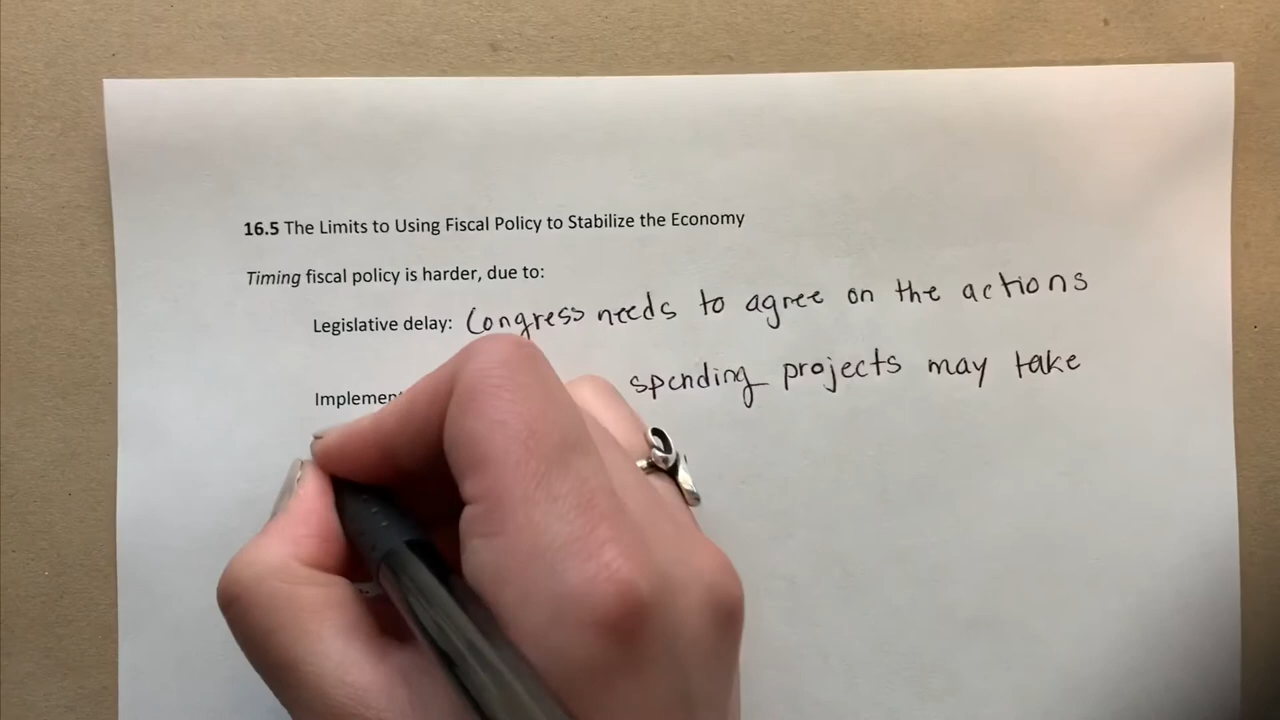 16.5 The Limits to Using Fiscal Policy to Stabilize the Economy
Timing fiscal policy is harder, due to:
Legislative delay: Congress needs to agree on the actions
Implemen spending projects may take